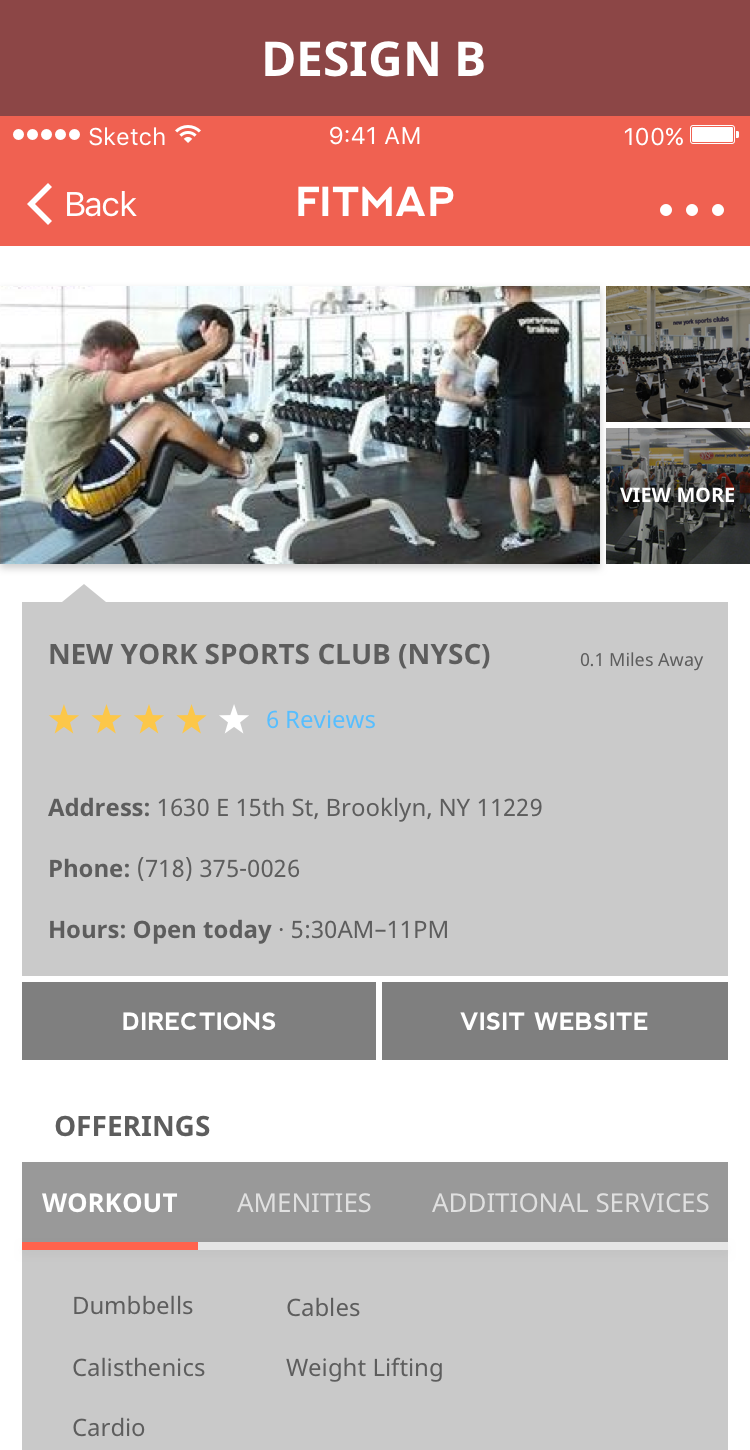 DESIGN B
Sketch 9:41 AM 100%
Back FITMAP
personal
trainer
new york sports clubs
VIEW MORE
NEW YORK SPORTS CLUB (NYSC) 0.1 Miles Away
6 Reviews
Address: 1630 E 15th St, Brooklyn, NY 11229
Phone: (718) 375-0026
Hours: Open today · 5:30AM–11PM
DIRECTIONS VISIT WEBSITE
OFFERINGS
WORKOUT AMENITIES ADDITIONAL SERVICES
Dumbbells Cables
Calisthenics Weight Lifting
Cardio